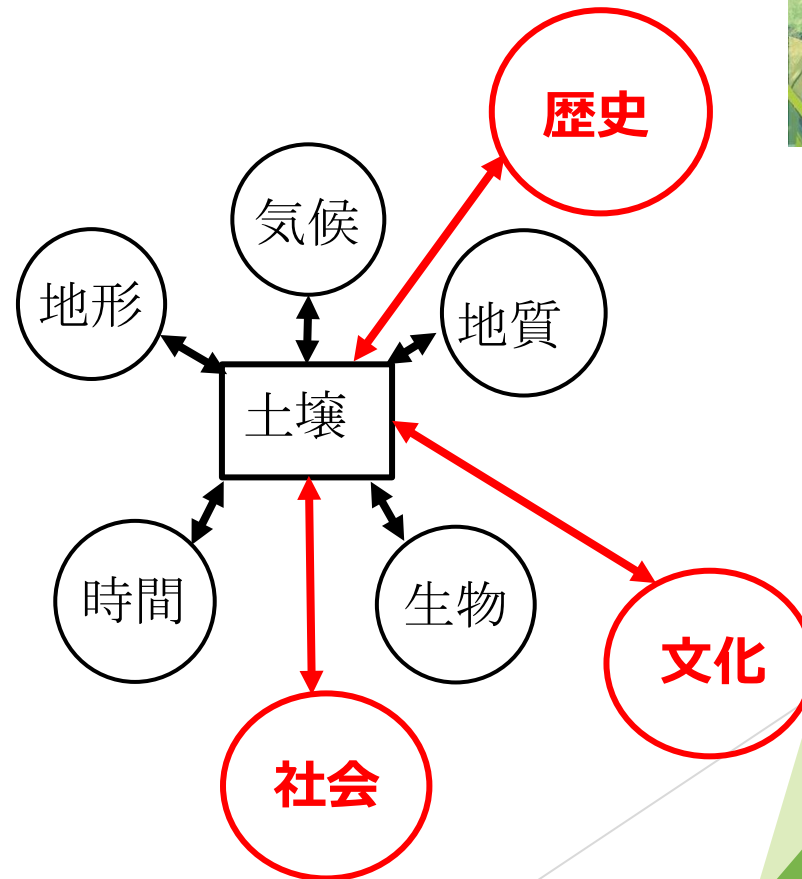 歴史
気候
地形
地質
土壌
時間
生物
文化
社会